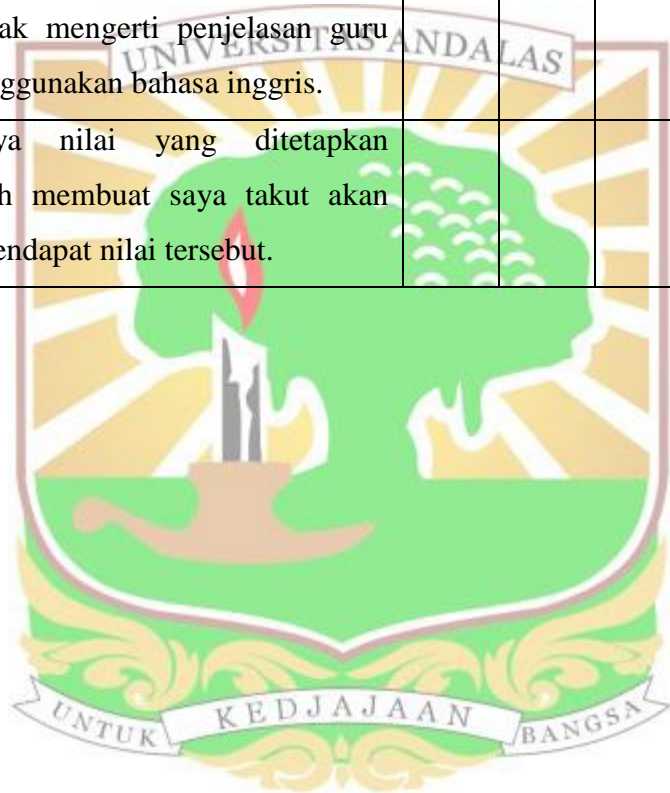 ak mengerti penjelasan guru
ggunakan bahasa inggris.
ya nilai yang ditetapkan
h membuat saya takut akan
endapat nilai tersebut.
UNIVERSITAS ANDALAS
UNTUK KEDJAJAAN BANGSA